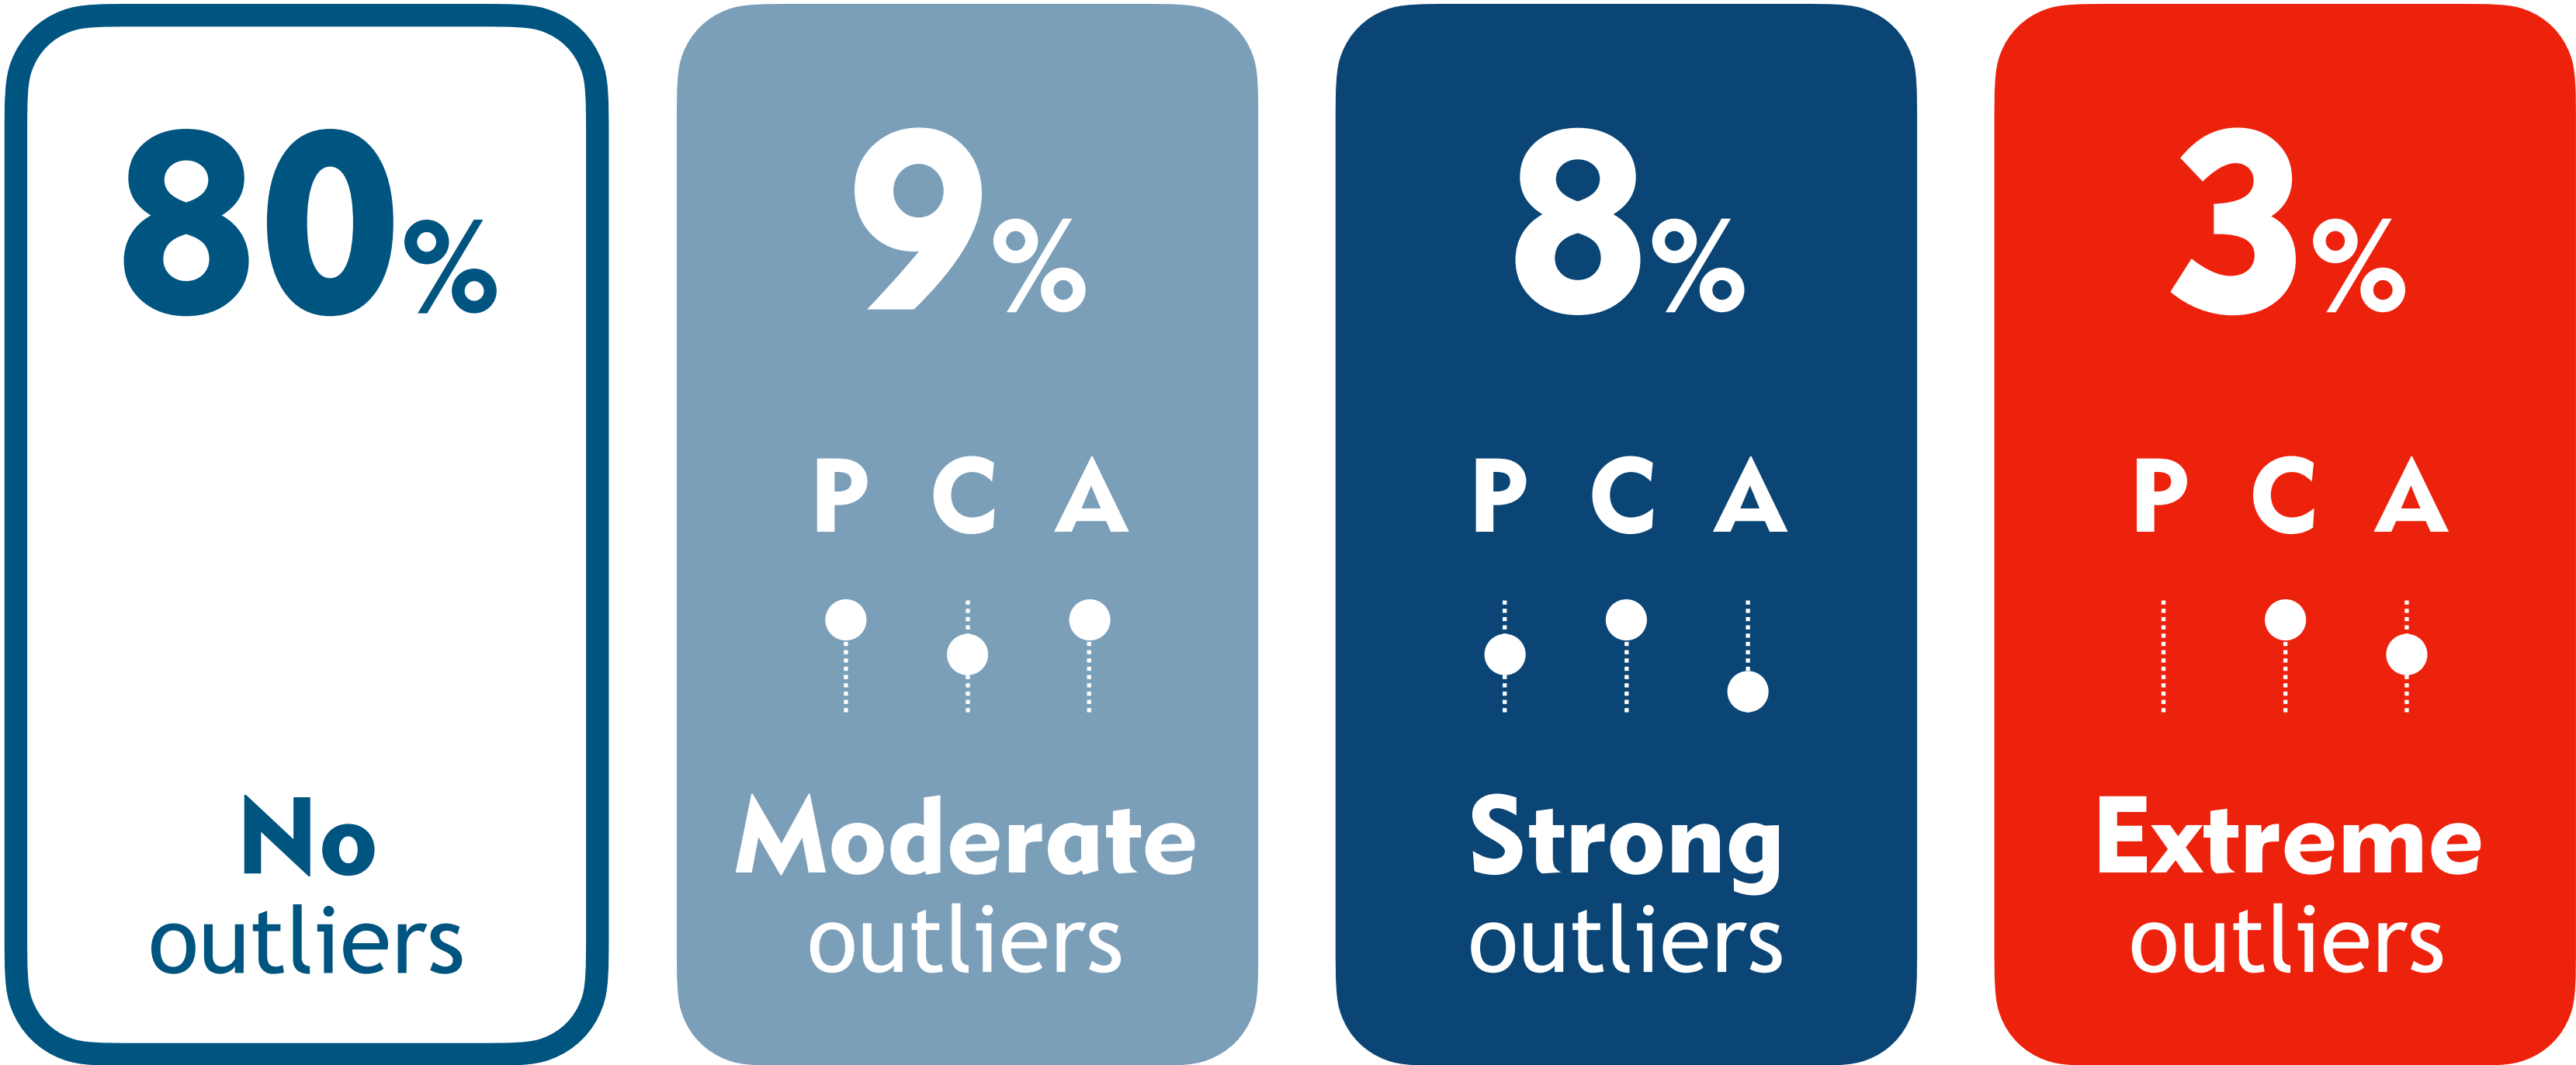 80%
No
outliers
9%
P C A
Moderate
outliers
8%
P C A
Strong
outliers
3%
P C A
Extreme
outliers